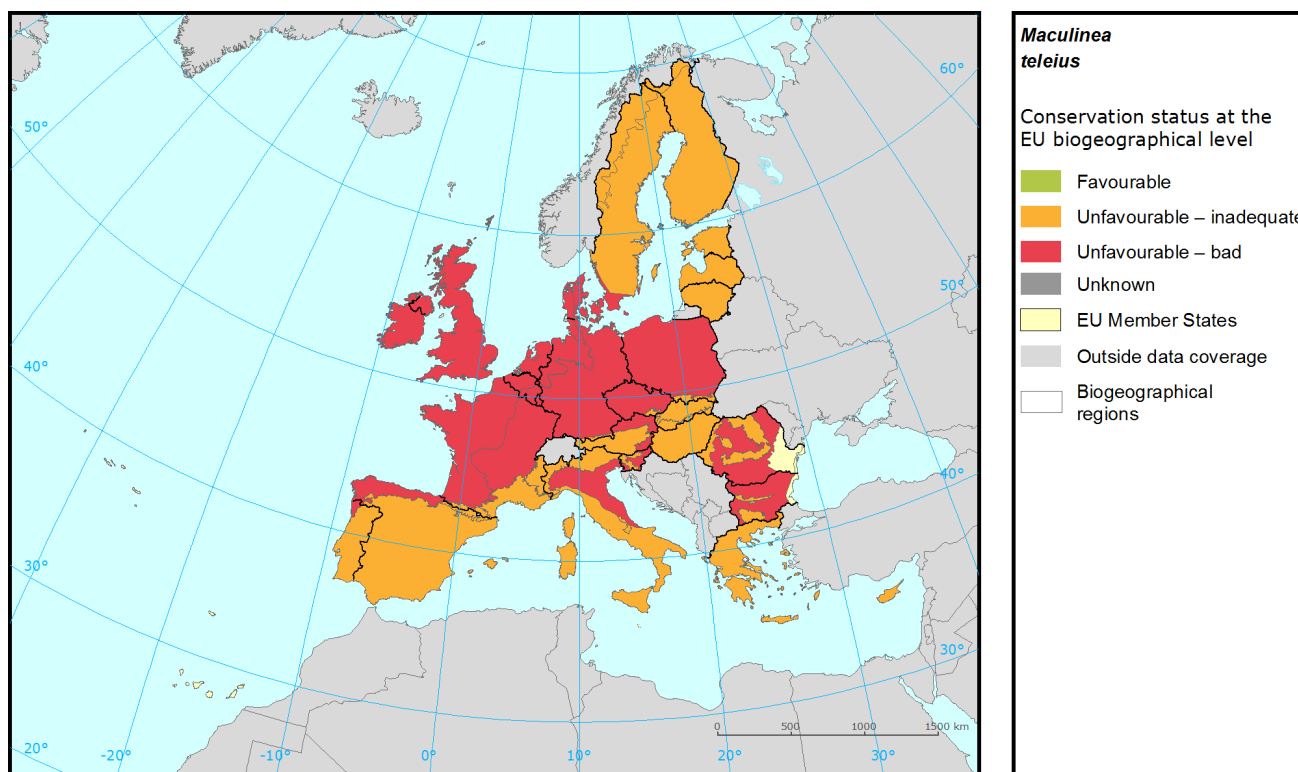 60°
50°
50°
40°
40°
30°
30°
20°
-20°
-10°
0°
10°
20°
30°
0 500 1000 1500 km
Maculinea
teleius
Conservation status at the
EU biogeographical level
Favourable
Unfavourable – inadequate
Unfavourable – bad
Unknown
EU Member States
Outside data coverage
Biogeographical
regions